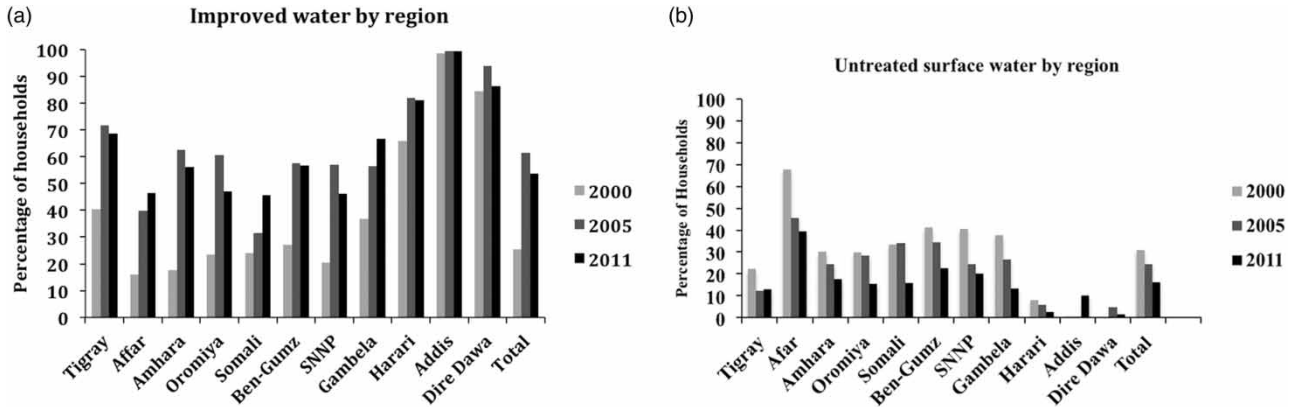 (a)
Improved water by region
Percentage of households
100
90
80
70
60
50
40
30
20
10
0
Tigray
Affar
Amhara
Oromiya
Somali
Ben-Gumz
SNNP
Gambela
Harari
Addis
Dire Dawa
Total
2000
2005
2011
(b)
Untreated surface water by region
Percentage of Households
100
90
80
70
60
50
40
30
20
10
0
Tigray
Afar
Amhara
Oromiya
Somali
Ben-Gumz
SNNP
Gambela
Harari
Addis
Dire Dawa
Total
2000
2005
2011